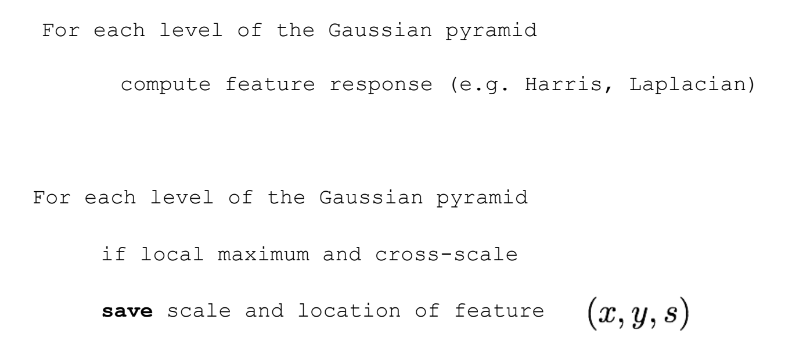 For each level of the Gaussian pyramid
compute feature response (e.g. Harris, Laplacian)
For each level of the Gaussian pyramid
if local maximum and cross-scale
save scale and location of feature (x, y, s)